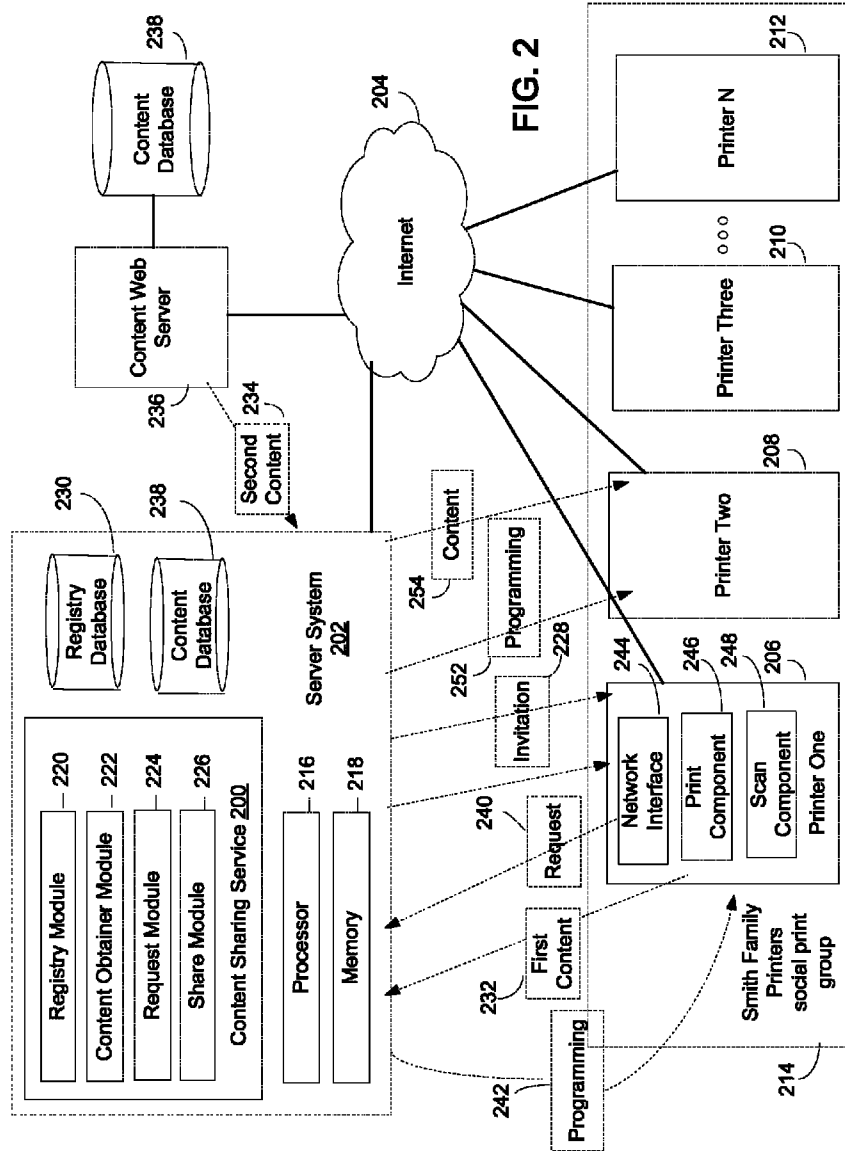 Registry Module
220
Content Obtainer Module
222
Request Module
224
Share Module
226
Content Sharing Service 200
Processor
216
Memory
218
Registry
Database
230
Content
Database
238
Server System
202
Second
Content
234
Content Web
Server
236
Content
Database
238
Internet
204
FIG. 2
Programming
242
First
Content
232
Request
240
Invitation
228
Programming
252
Content
254
Smith Family
Printers
social print
group
214
Network
Interface
244
Print
Component
246
Scan
Component
248
Printer One
206
Printer Two
208
Printer Three
210
Printer N
212